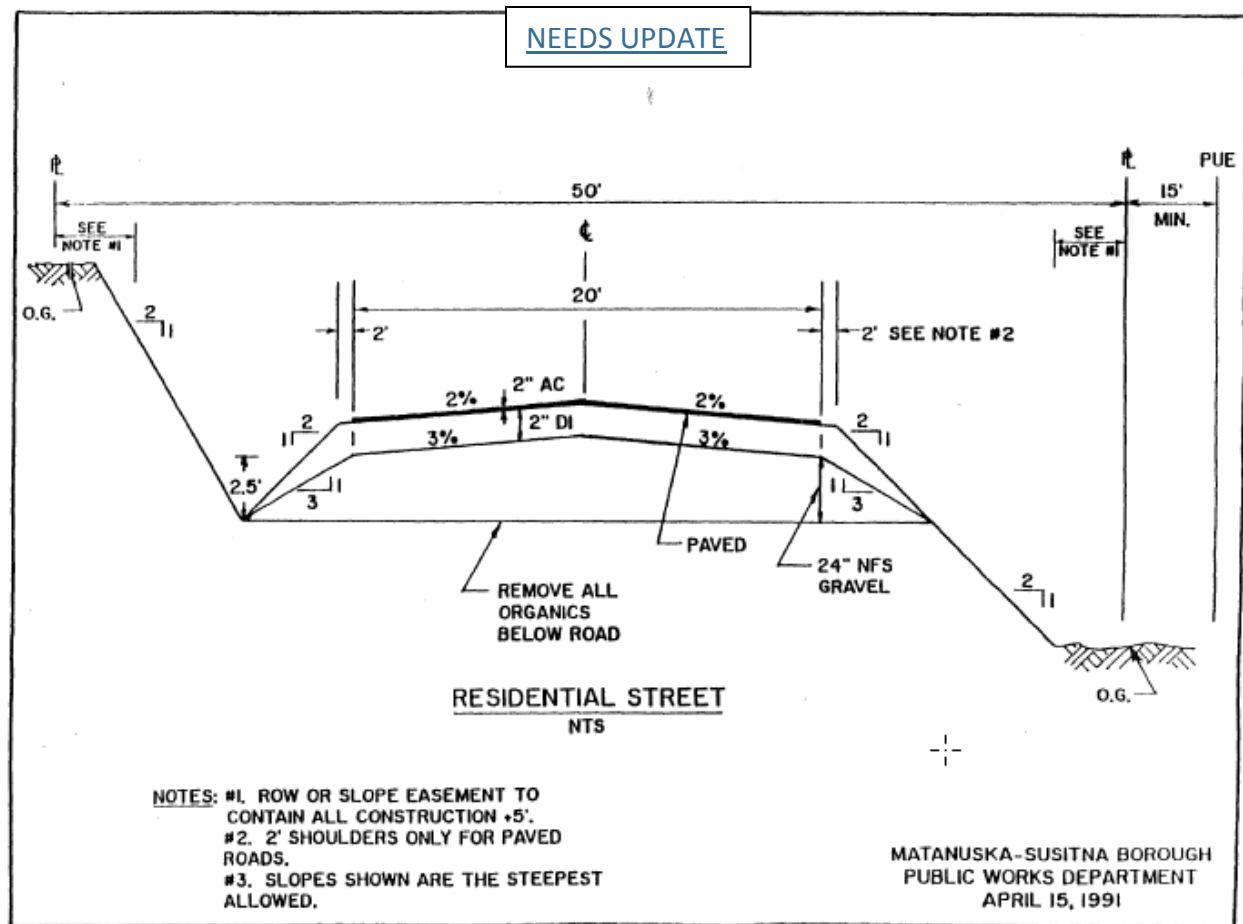 NEEDS UPDATE
℄ ℄ PUE
50' 15'
MIN.
SEE
NOTE #1
℄
SEE
NOTE #1
20'
O.G.
2
1
2' 2' SEE NOTE #2
2" AC
2% 2%
2" D1
3% 3%
2
1
2
1
2.5'
3 1
1
3
PAVED
24" NFS
GRAVEL
REMOVE ALL
ORGANICS
BELOW ROAD
2
1
O.G.
RESIDENTIAL STREET
NTS
NOTES: #1. ROW OR SLOPE EASEMENT TO
CONTAIN ALL CONSTRUCTION +5'.
#2. 2' SHOULDERS ONLY FOR PAVED
ROADS.
#3. SLOPES SHOWN ARE THE STEEPEST
ALLOWED.
MATANUSKA-SUSITNA BOROUGH
PUBLIC WORKS DEPARTMENT
APRIL 15, 1991